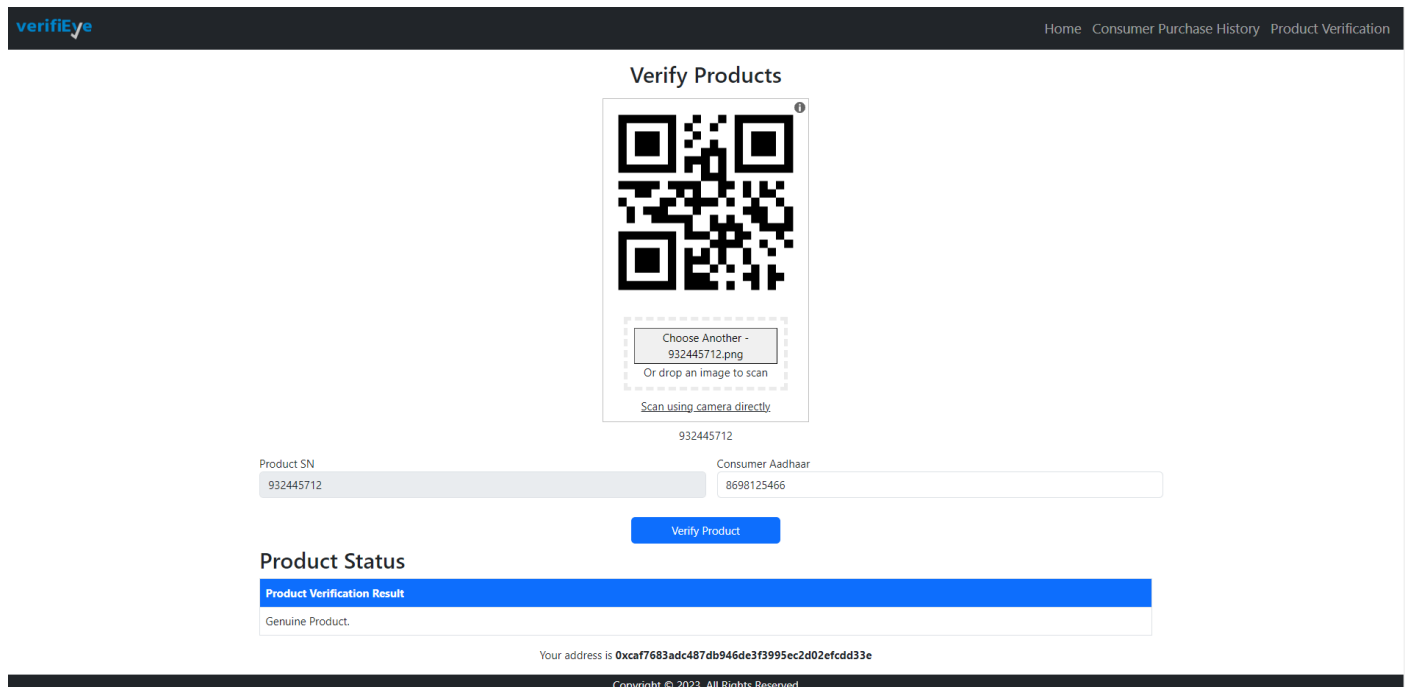 verifiEye
Home Consumer Purchase History Product Verification
Verify Products
Choose Another -
932445712.png
Or drop an image to scan
Scan using camera directly
932445712
Product SN
Consumer Aadhaar
932445712
8698125466
Verify Product
Product Status
Product Verification Result
Genuine Product.
Your address is 0xcaf7683adc487db946de3f3995ec2d02efcdd33e
Copyright © 2023. All Rights Reserved